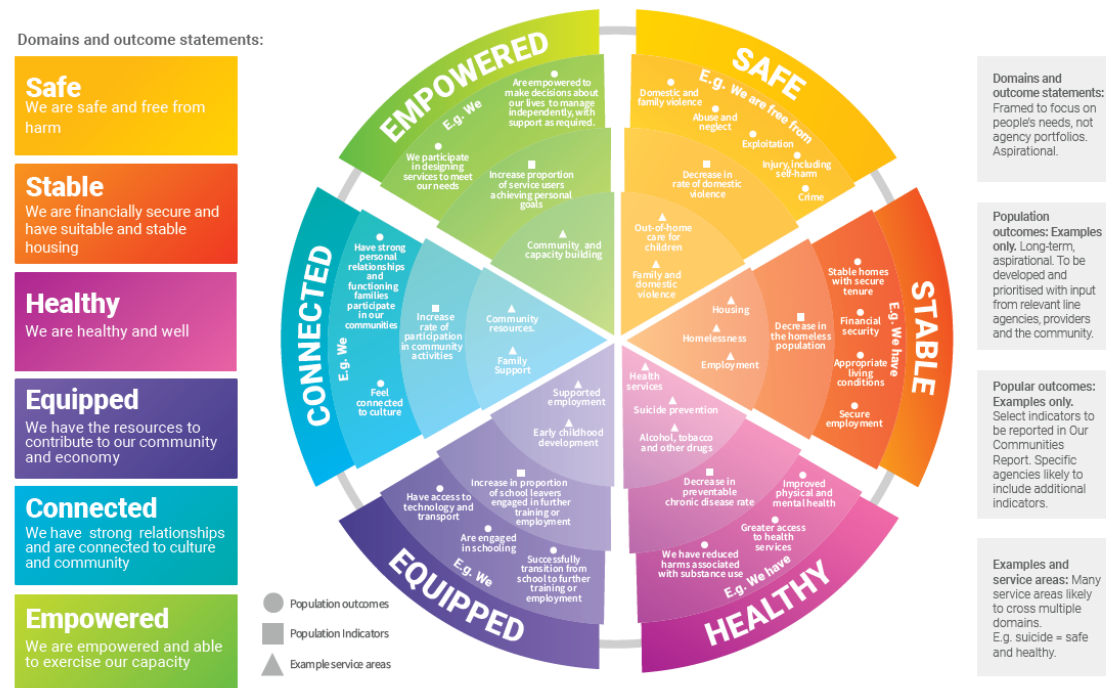 Domains and outcome statements:
Safe
We are safe and free from
harm
Stable
We are financially secure and
have suitable and stable
housing
Healthy
We are healthy and well
Equipped
We have the resources to
contribute to our community
and economy
Connected
We have strong relationships
and are connected to culture
and community
Empowered
We are empowered and able
to exercise our capacity
EMPOWERED
E.g. We
Are empowered to
make decisions about
our lives to manage
independently, with
support as required.
We participate
in designing
services to meet
our needs
Increase proportion
of service users
achieving personal
goals
Community and
capacity building
SAFE
E.g. We are free from
Domestic and
family violence
Abuse and
neglect
Exploitation
Injury, including
self-harm
Crime
Decrease in
rate of domestic
violence
Out-of-home
care for
children
Family and
domestic
violence
STABLE
E.g. We have
Stable homes
with secure
tenure
Financial
security
Appropriate
living
conditions
Secure
employment
Decrease in
the homeless
population
Housing
Homelessness
Employment
HEALTHY
E.g. We have
Improved
physical and
mental health
Greater access
to health
services
We have reduced
harms associated
with substance use
Decrease in
preventable
chronic disease rate
Health
services
Suicide prevention
Alcohol, tobacco
and other drugs
EQUIPPED
E.g. We
Have access to
technology and
transport
Are engaged
in schooling
Successfully
transition from
school to further
training or
employment
Increase in proportion
of school leavers
engaged in further
training or
employment
Supported
employment
Early childhood
development
CONNECTED
E.g. We
Have strong
personal
relationships
and
functioning
families
participate
in our
communities
Feel
connected
to culture
Increase
rate of
participation
in community
activities
Community
resources.
Family
Support
Population outcomes
Population Indicators
Example service areas
Domains and
outcome statements:
Framed to focus on
people's needs, not
agency portfolios.
Aspirational.
Population
outcomes: Examples
only. Long-term,
aspirational. To be
developed and
prioritised with input
from relevant line
agencies, providers
and the community.
Popular outcomes:
Examples only.
Select indicators to
be reported in Our
Communities
Report. Specific
agencies likely to
include additional
indicators.
Examples and
service areas: Many
service areas likely
to cross multiple
domains.
E.g. suicide = safe
and healthy.